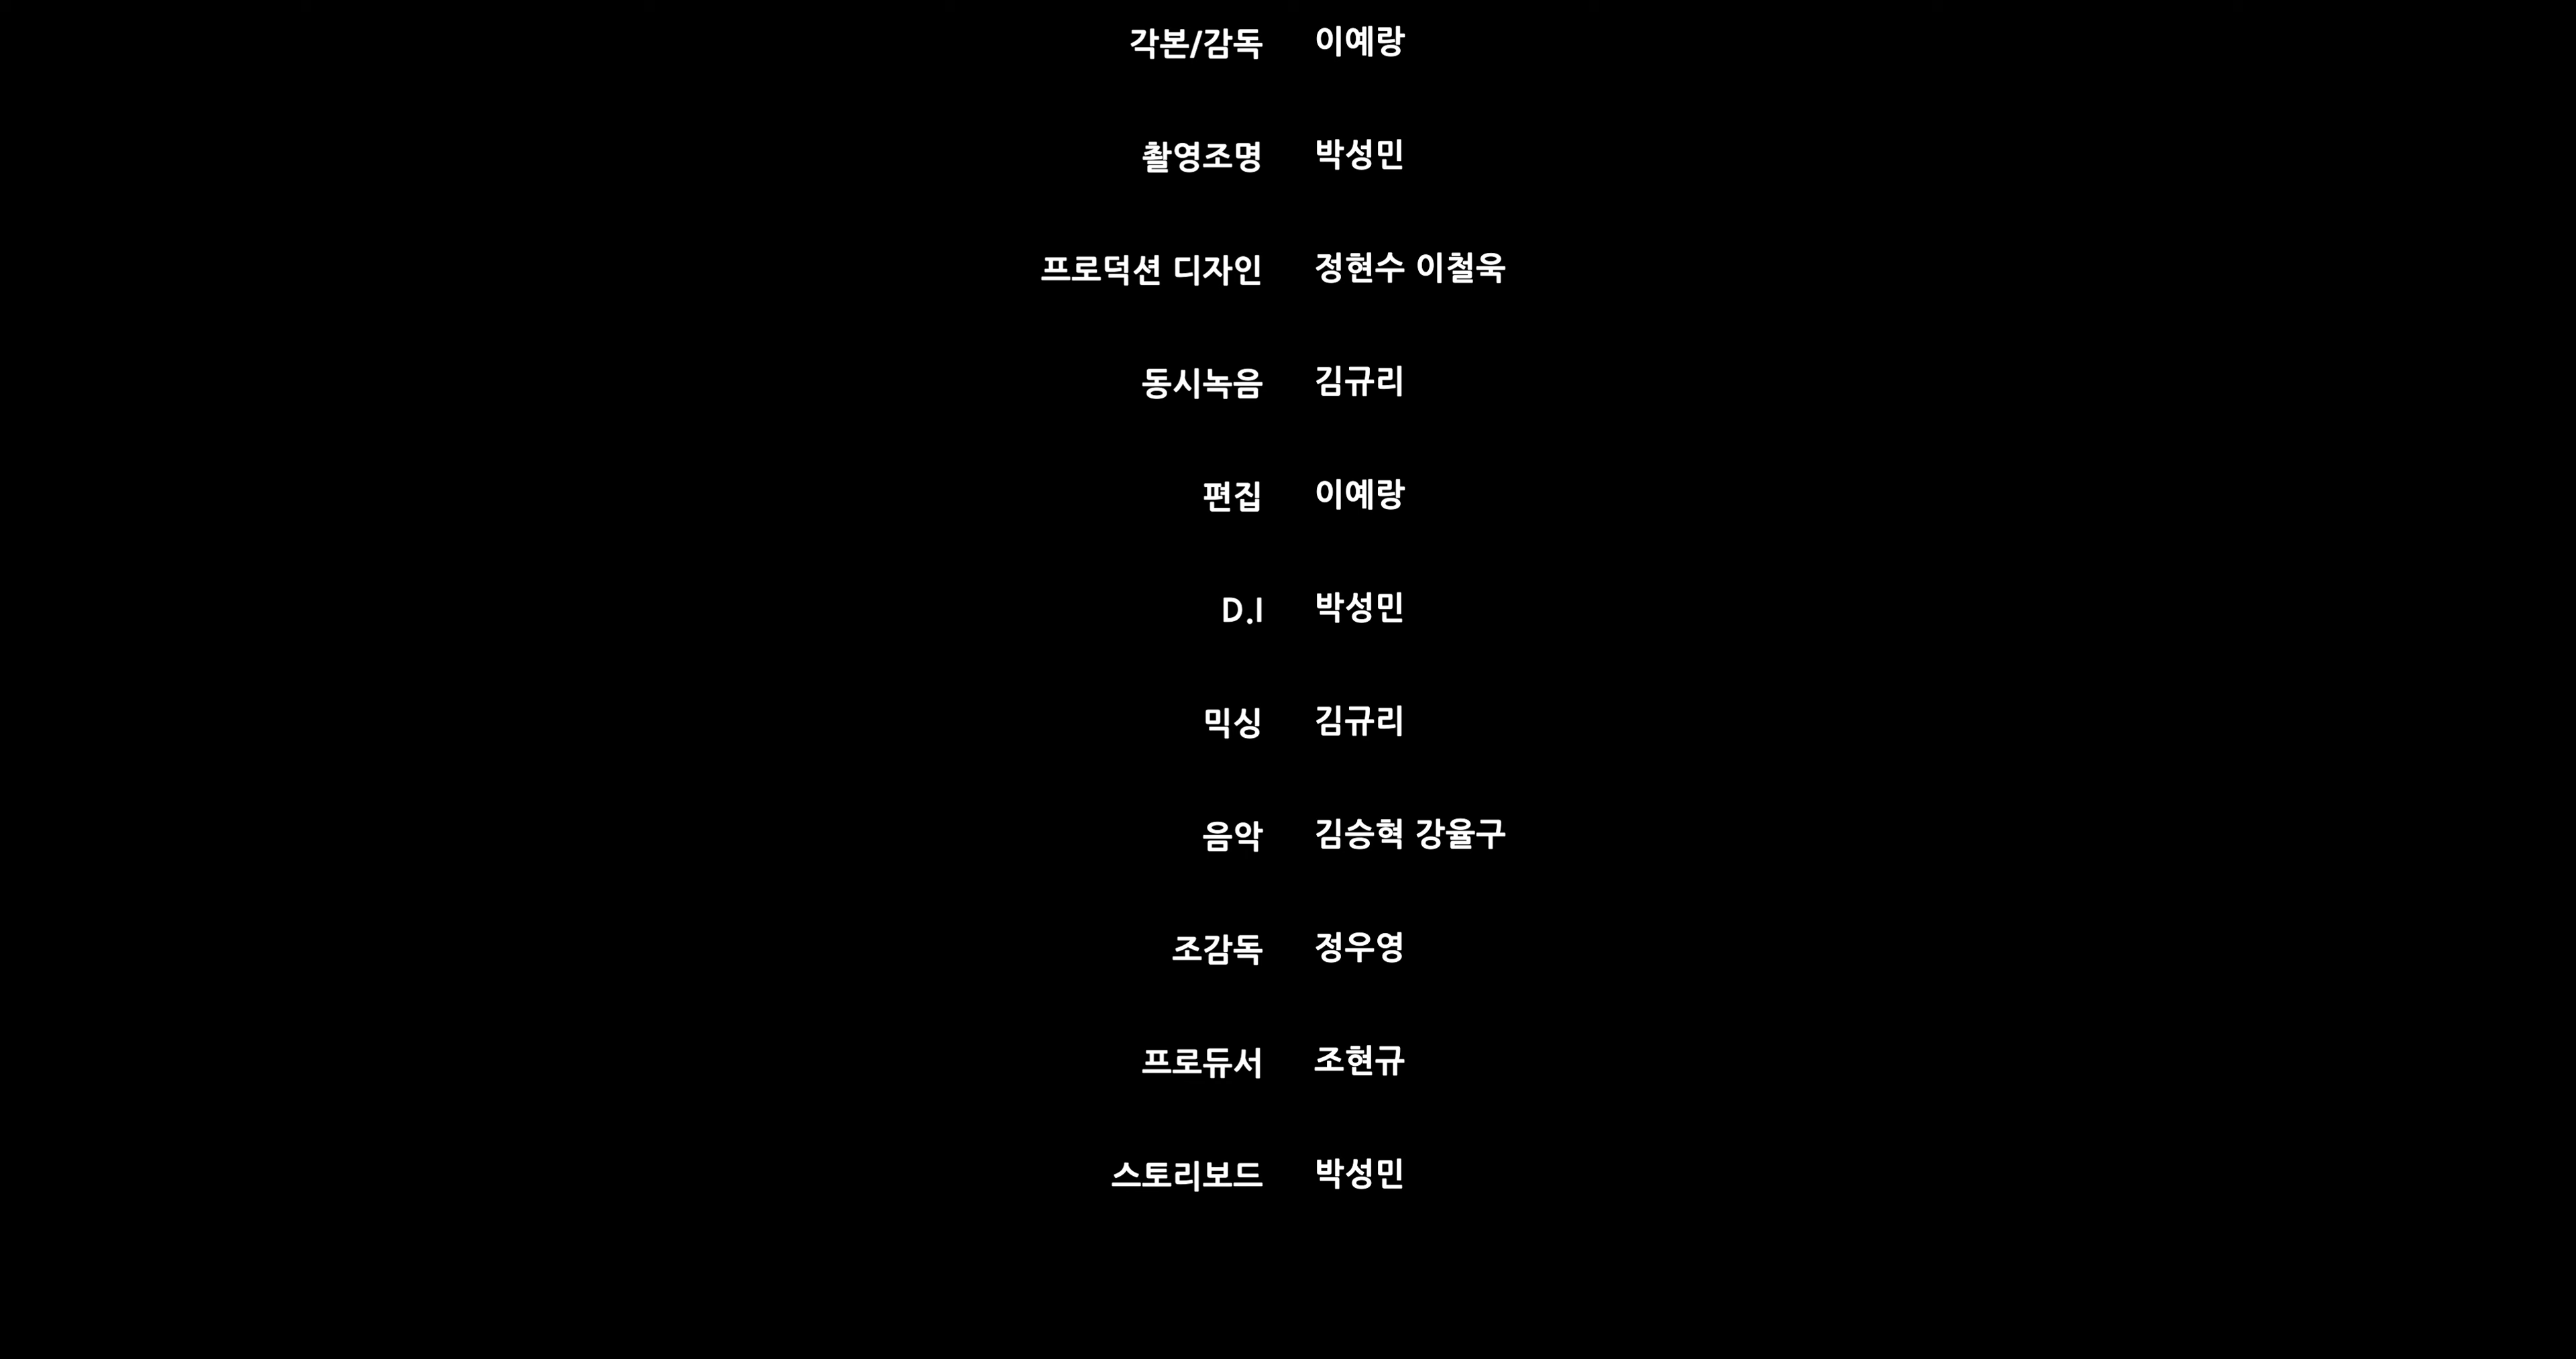 각본/감독 이예랑
촬영조명 박성민
프로덕션 디자인 정현수 이철욱
동시녹음 김규리
편집 이예랑
D.I 박성민
믹싱 김규리
음악 김승혁 강율구
조감독 정우영
프로듀서 조현규
스토리보드 박성민